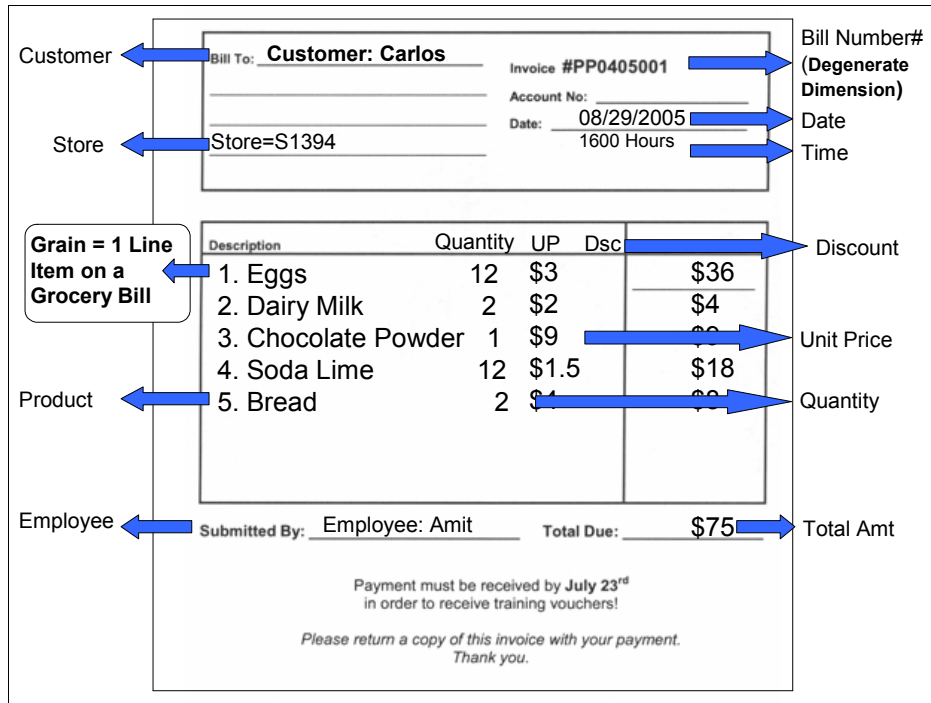 Customer
Bill To: Customer: Carlos
Invoice #PP0405001
Bill Number#
(Degenerate
Dimension)
Account No:
Date: 08/29/2005
Date
Store
Store=S1394
1600 Hours
Time
Grain = 1 Line
Item on a
Grocery Bill
Description Quantity UP Dsc
Discount
1. Eggs 12 $3 $36
2. Dairy Milk 2 $2 $4
3. Chocolate Powder 1 $9
Unit Price
4. Soda Lime 12 $1.5 $18
Product
5. Bread 2
Quantity
Employee
Submitted By: Employee: Amit
Total Due: $75
Total Amt
Payment must be received by July 23rd
in order to receive training vouchers!
Please return a copy of this invoice with your payment.
Thank you.